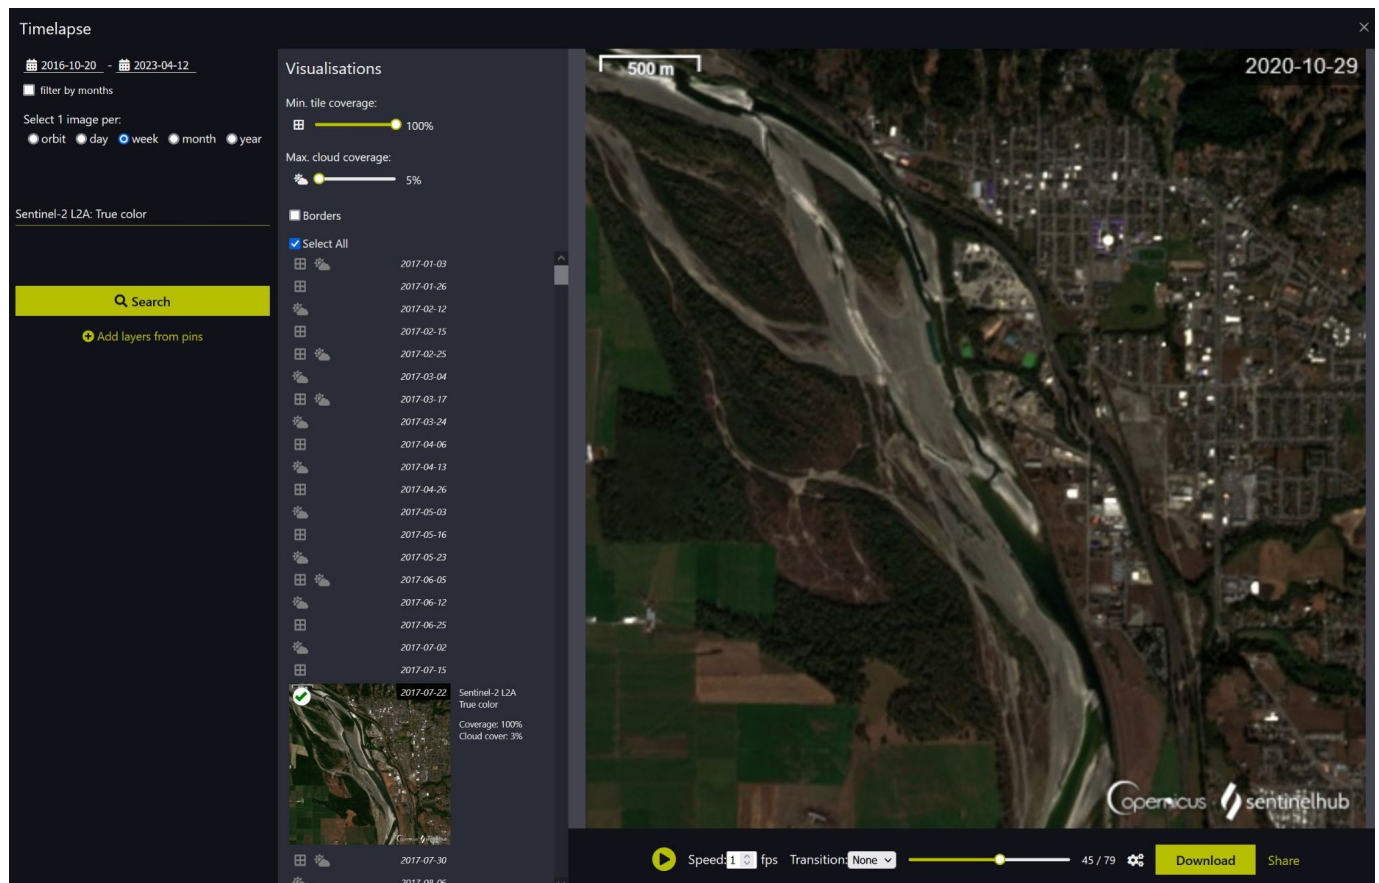 Timelapse
2016-10-20 - 2023-04-12
filter by months
Select 1 image per:
orbit day week month year
Sentinel-2 L2A: True color
Search
Add layers from pins
Visualisations
Min. tile coverage:
100%
Max. cloud coverage:
5%
Borders
Select All
2017-01-03
2017-01-26
2017-02-12
2017-02-15
2017-02-25
2017-03-04
2017-03-17
2017-03-24
2017-04-06
2017-04-13
2017-04-26
2017-05-03
2017-05-16
2017-05-23
2017-06-05
2017-06-12
2017-06-25
2017-07-02
2017-07-15
2017-07-22
Sentinel-2 L2A
True color
Coverage: 100%
Cloud cover: 3%
Copernicus sentinelhub
2017-07-30
2017-08-06
500 m
2020-10-29
Copernicus sentinelhub
Speed: 1 fps Transition: None 45 / 79 Download Share